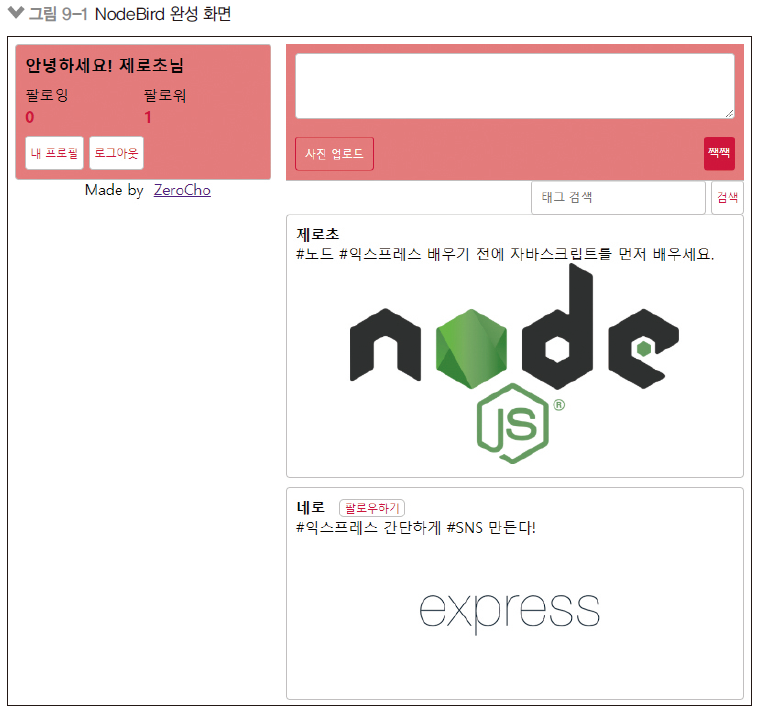 그림 9-1 NodeBird 완성 화면
안녕하세요! 제로초님
팔로잉 팔로워
0 1
내 프로필 로그아웃
Made by ZeroCho
사진 업로드 짹짹
태그 검색 검색
제로초
#노드 #익스프레스 배우기 전에 자바스크립트를 먼저 배우세요.
node
JS®
네로 팔로우하기
#익스프레스 간단하게 #SNS 만든다!
express